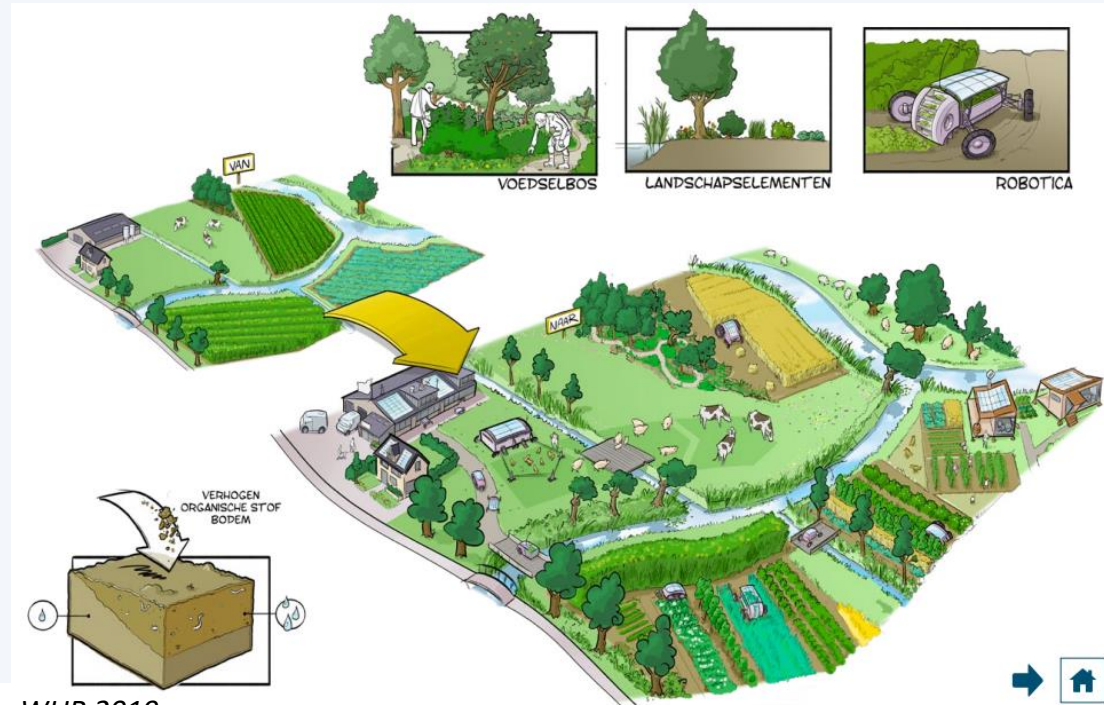 VOEDSELBOS
LANDSCHAPSELEMENTEN
ROBOTICA
VAN
NAAR
VERHOGEN
ORGANISCHE STOF
BODEM